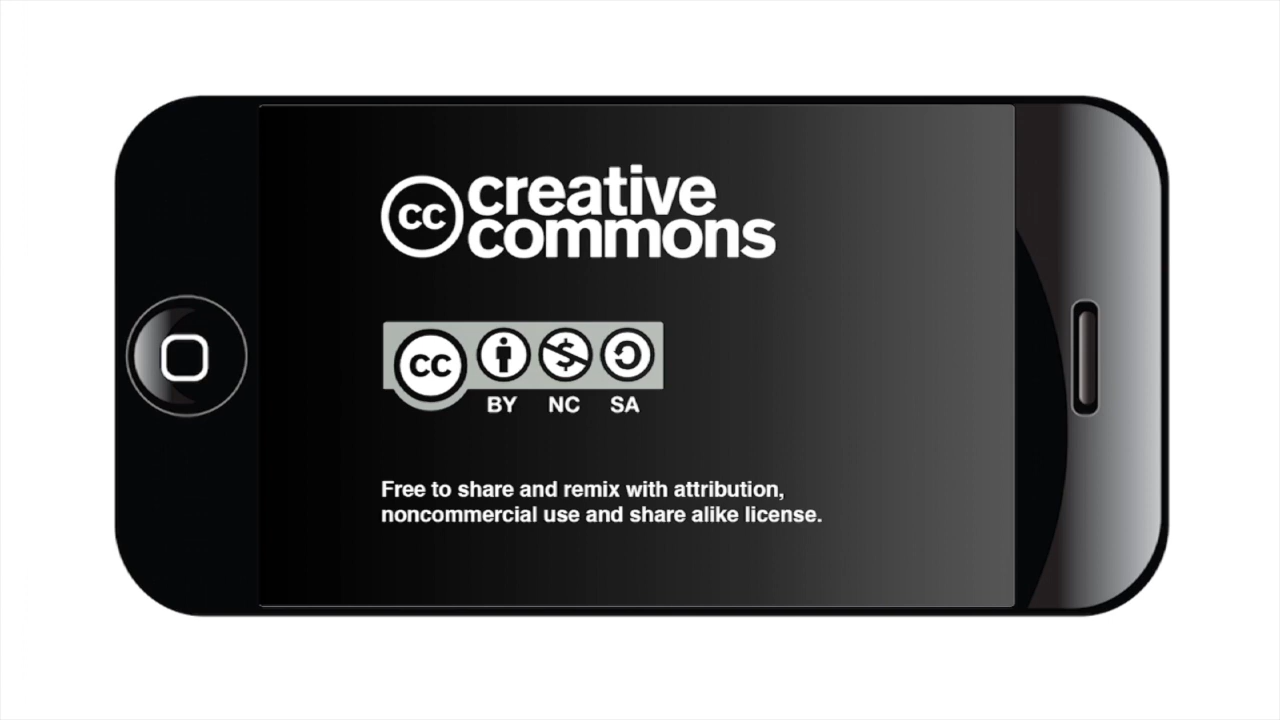 cc creative
commons
cc
BY NC SA
Free to share and remix with attribution,
noncommercial use and share alike license.